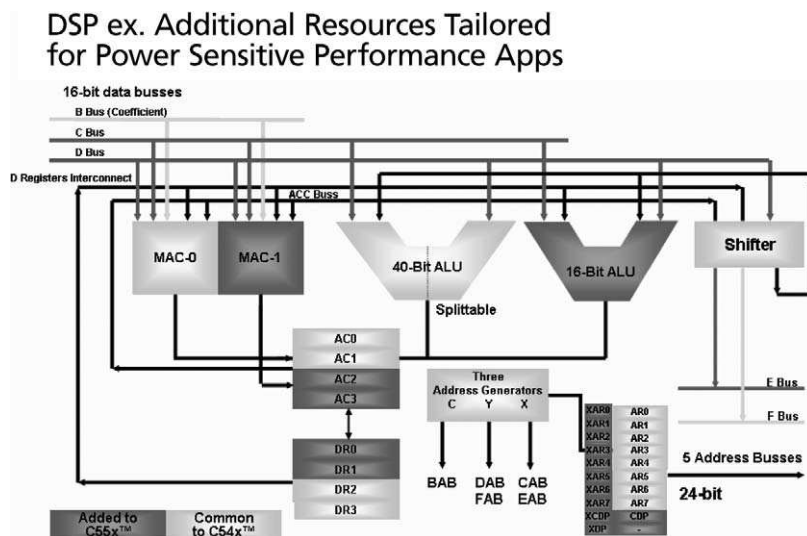 DSP ex. Additional Resources Tailored
for Power Sensitive Performance Apps
16-bit data busses
B Bus (Coefficient)
C Bus
D Bus
D Registers Interconnect
ACC Buss
MAC-0
MAC-1
40-Bit ALU
16-Bit ALU
Shifter
Splittable
AC0
AC1
AC2
AC3
Three
Address Generators
C Y X
E Bus
F Bus
XAR0 AR0
XAR1 AR1
XAR2 AR2
XAR3 AR3
XAR4 AR4
XAR5 AR5
XAR6 AR6
XAR7 AR7
XCDP CDP
XDP -
5 Address Busses
24-bit
DR0
DR1
DR2
DR3
BAB
DAB
FAB
CAB
EAB
Added to
C55x™
Common
to C54x™